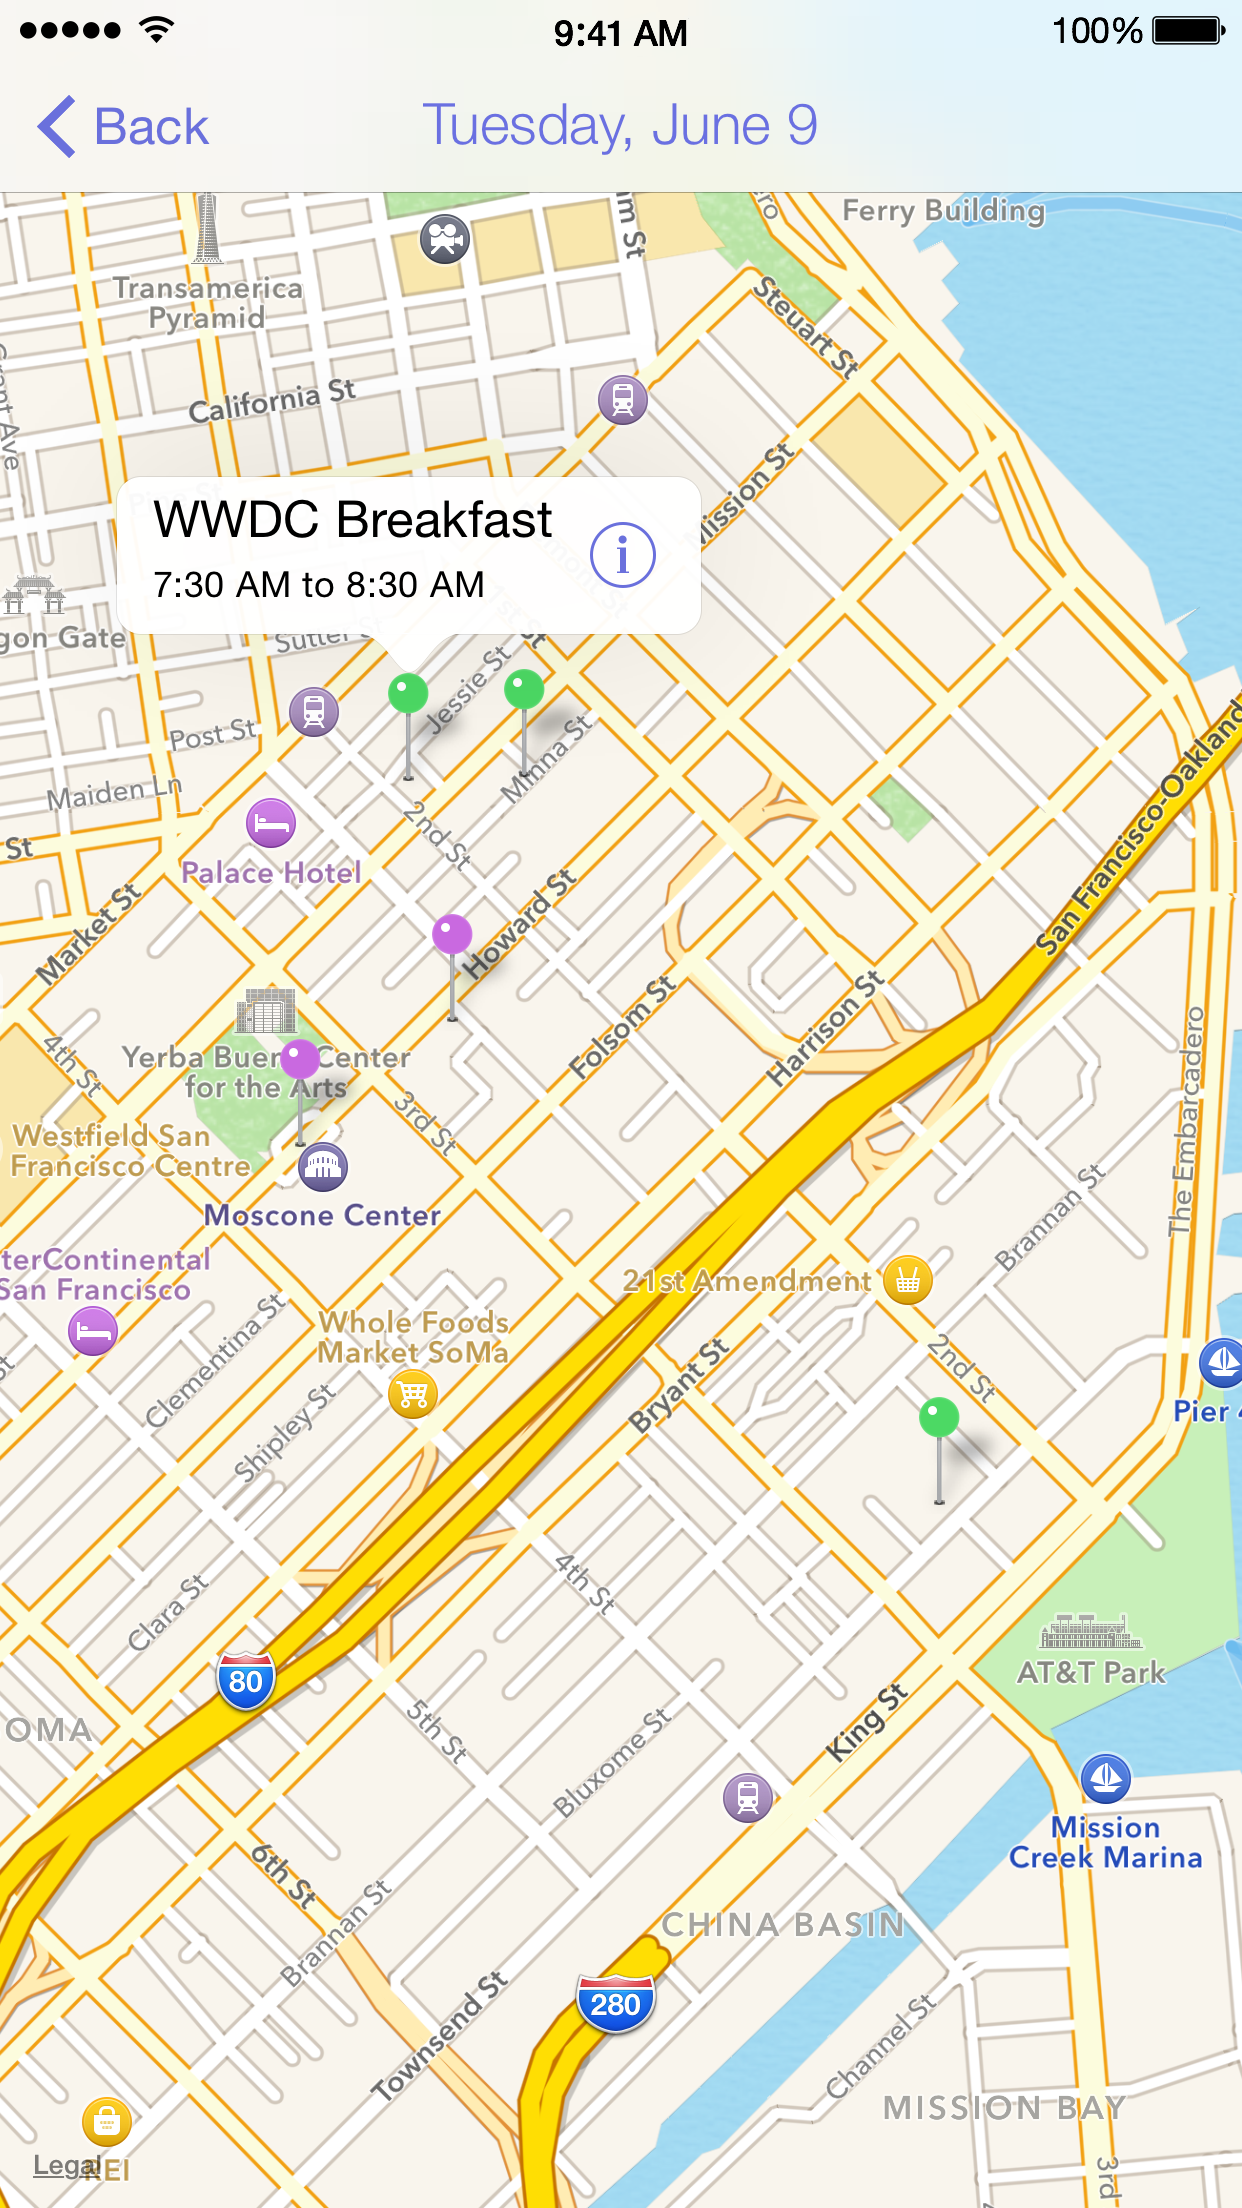 9:41 AM
100%
Back
Tuesday, June 9
Ferry Building
Transamerica
Pyramid
Steuart St
California St
Mission St
WWDC Breakfast
7:30 AM to 8:30 AM
Sutter St
Jessie St
Post St
Minna St
Maiden Ln
San Francisco-Oakland
2nd St
St
Palace Hotel
Market St
Howard St
Folsom St
Harrison St
4th St
Yerba Buena Center
for the Arts
3rd St
The Embarcadero
Westfield San
Francisco Centre
Moscone Center
Brannan St
terContinental
San Francisco
21st Amendment
Clementina St
Whole Foods
Market SoMa
2nd St
Bryant St
Pier 4
Shipley St
4th St
Clara St
AT&T Park
80
OMA
5th St
King St
Bluxome St
Mission
Creek Marina
6th St
Brannan St
CHINA BASIN
280
Townsend St
Channel St
MISSION BAY
3rd
REI
Legal